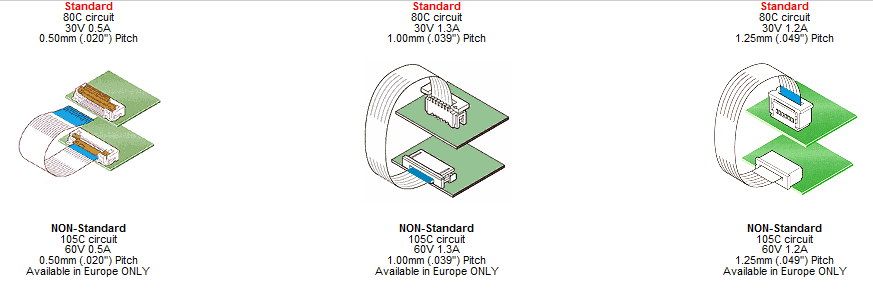 Standard
80C circuit
30V 0.5A
0.50mm (.020") Pitch
Standard
80C circuit
30V 1.3A
1.00mm (.039") Pitch
Standard
80C circuit
30V 1.2A
1.25mm (.049") Pitch
NON-Standard
105C circuit
60V 0.5A
0.50mm (.020") Pitch
Available in Europe ONLY
NON-Standard
105C circuit
60V 1.3A
1.00mm (.039") Pitch
Available in Europe ONLY
NON-Standard
105C circuit
60V 1.2A
1.25mm (.049") Pitch
Available in Europe ONLY